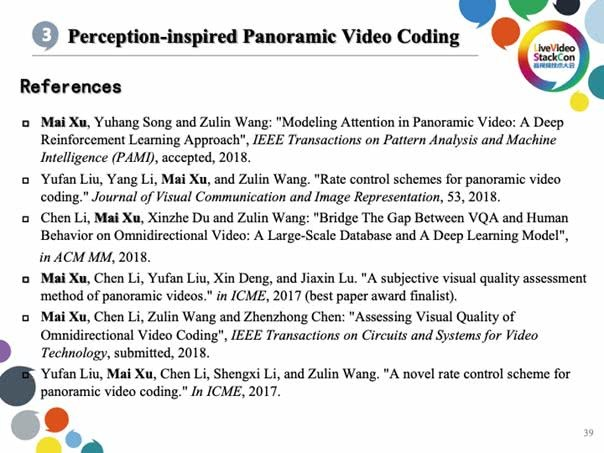 3 Perception-inspired Panoramic Video Coding
LiveVideo
StackCon
音视频技术大会
References
Mai Xu, Yuhang Song and Zulin Wang: "Modeling Attention in Panoramic Video: A Deep
Reinforcement Learning Approach", IEEE Transactions on Pattern Analysis and Machine
Intelligence (PAMI), accepted, 2018.
Yufan Liu, Yang Li, Mai Xu, and Zulin Wang. "Rate control schemes for panoramic video
coding." Journal of Visual Communication and Image Representation, 53, 2018.
Chen Li, Mai Xu, Xinzhe Du and Zulin Wang: "Bridge The Gap Between VQA and Human
Behavior on Omnidirectional Video: A Large-Scale Database and A Deep Learning Model",
in ACM MM, 2018.
Mai Xu, Chen Li, Yufan Liu, Xin Deng, and Jiaxin Lu. "A subjective visual quality assessment
method of panoramic videos." in ICME, 2017 (best paper award finalist).
Mai Xu, Chen Li, Zulin Wang and Zhenzhong Chen: "Assessing Visual Quality of
Omnidirectional Video Coding", IEEE Transactions on Circuits and Systems for Video
Technology, submitted, 2018.
Yufan Liu, Mai Xu, Chen Li, Shengxi Li, and Zulin Wang. "A novel rate control scheme for
panoramic video coding." In ICME, 2017.
39